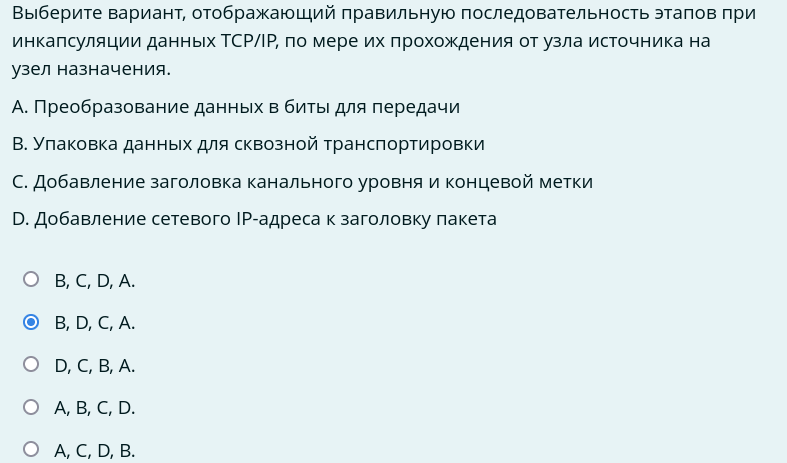 Выберите вариант, отображающий правильную последовательность этапов при
инкапсуляции данных TCP/IP, по мере их прохождения от узла источника на
узел назначения.
A. Преобразование данных в биты для передачи
B. Упаковка данных для сквозной транспортировки
C. Добавление заголовка канального уровня и концевой метки
D. Добавление сетевого IP-адреса к заголовку пакета
B, C, D, A.
B, D, C, A.
D, C, B, A.
A, B, C, D.
A, C, D, B.